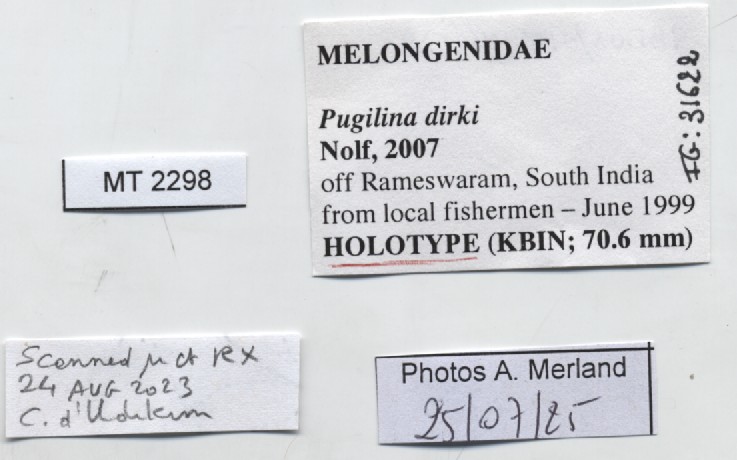 MELONGENIDAE
Pugilina dirki
Nolf, 2007
off Rameswaram, South India
from local fishermen – June 1999
HOLOTYPE (KBIN; 70.6 mm)
IG: 31622
MT 2298
Scanned µ ct RX
24 AUG 2023
C. d'Udekem
Photos A. Merland
25/07/25